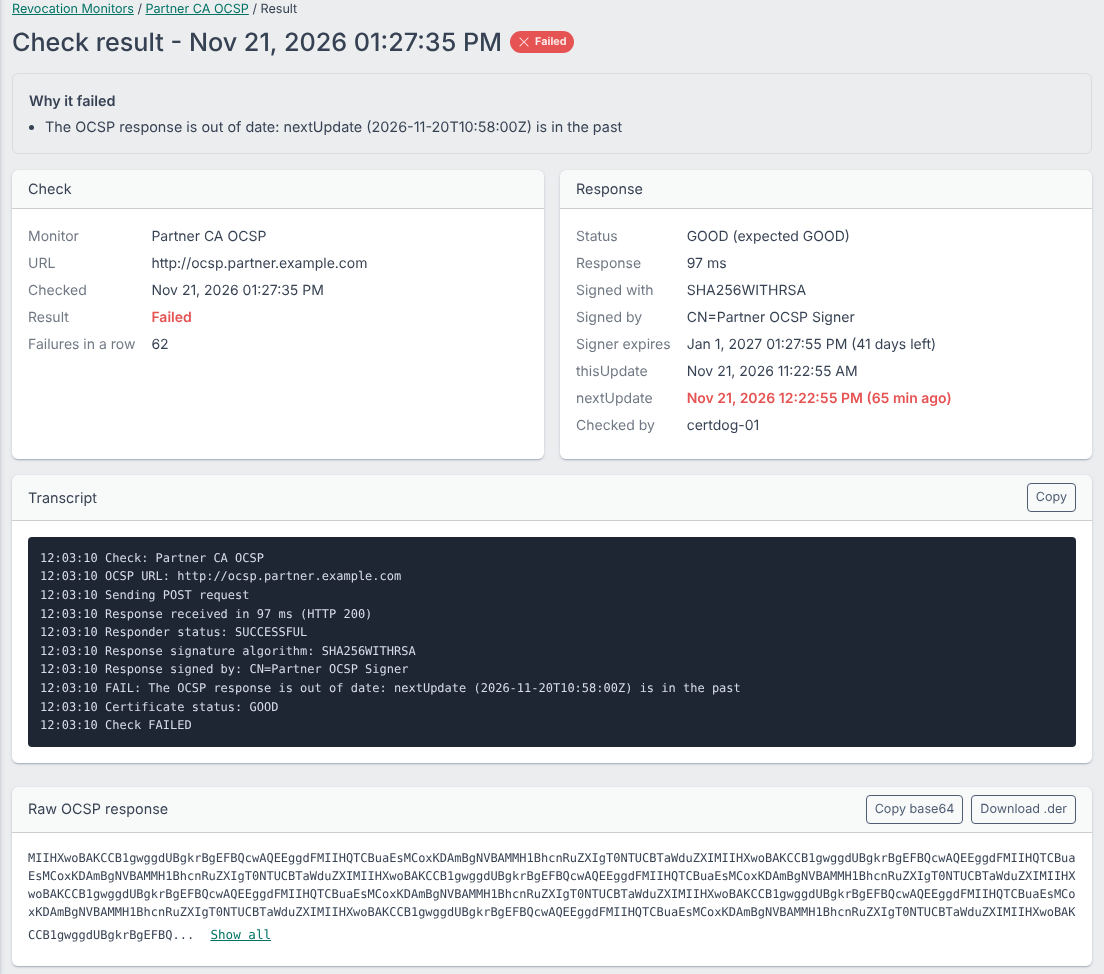 Revocation Monitors / Partner CA OCSP / Result
Check result - Nov 21, 2026 01:27:35 PM Failed
Why it failed
• The OCSP response is out of date: nextUpdate (2026-11-20T10:58:00Z) is in the past
Check
Monitor Partner CA OCSP
URL http://ocsp.partner.example.com
Checked Nov 21, 2026 01:27:35 PM
Result Failed
Failures in a row 62
Response
Status GOOD (expected GOOD)
Response 97 ms
Signed with SHA256WITHRSA
Signed by CN=Partner OCSP Signer
Signer expires Jan 1, 2027 01:27:55 PM (41 days left)
thisUpdate Nov 21, 2026 11:22:55 AM
nextUpdate Nov 21, 2026 12:22:55 PM (65 min ago)
Checked by certdog-01
Transcript Copy
12:03:10 Check: Partner CA OCSP
12:03:10 OCSP URL: http://ocsp.partner.example.com
12:03:10 Sending POST request
12:03:10 Response received in 97 ms (HTTP 200)
12:03:10 Responder status: SUCCESSFUL
12:03:10 Response signature algorithm: SHA256WITHRSA
12:03:10 Response signed by: CN=Partner OCSP Signer
12:03:10 FAIL: The OCSP response is out of date: nextUpdate (2026-11-20T10:58:00Z) is in the past
12:03:10 Certificate status: GOOD
12:03:10 Check FAILED
Raw OCSP response Copy base64 Download .der
MIIHXwoBAKCCB1gwggdUBgkrBgEFBQcwAQEEggdFMIIHQTCBuaEsMCoxKDAmBgNVBAMMH1BhcnRuZXIgT0NTUCBTaWduZXIMIIHXwoBAKCCB1gwggdUBgkrBgEFBQcwAQEEggdFMIIHQTCBua
EsMCoxKDAmBgNVBAMMH1BhcnRuZXIgT0NTUCBTaWduZXIMIIHXwoBAKCCB1gwggdUBgkrBgEFBQcwAQEEggdFMIIHQTCBuaEsMCoxKDAmBgNVBAMMH1BhcnRuZXIgT0NTUCBTaWduZXIMIIHX
woBAKCCB1gwggdUBgkrBgEFBQcwAQEEggdFMIIHQTCBuaEsMCoxKDAmBgNVBAMMH1BhcnRuZXIgT0NTUCBTaWduZXIMIIHXwoBAKCCB1gwggdUBgkrBgEFBQcwAQEEggdFMIIHQTCBuaEsMCo
xKDAmBgNVBAMMH1BhcnRuZXIgT0NTUCBTaWduZXIMIIHXwoBAKCCB1gwggdUBgkrBgEFBQcwAQEEggdFMIIHQTCBuaEsMCoxKDAmBgNVBAMMH1BhcnRuZXIgT0NTUCBTaWduZXIMIIHXwoBAK
CCB1gwggdUBgkrBgEFBQ... Show all